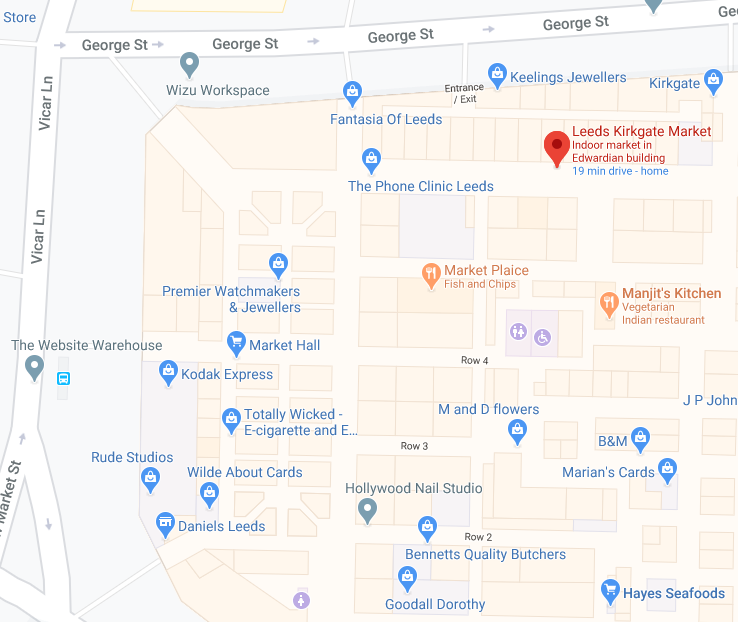 Store
George St
George St
George St
George St
Vicar Ln
Wizu Workspace
Entrance
/ Exit
Keelings Jewellers
Kirkgate
Fantasia Of Leeds
Leeds Kirkgate Market
Indoor market in
Edwardian building
19 min drive - home
The Phone Clinic Leeds
Vicar Ln
Market Plaice
Fish and Chips
Premier Watchmakers
& Jewellers
Manjit's Kitchen
Vegetarian
Indian restaurant
The Website Warehouse
Market Hall
Row 4
Kodak Express
J P John
M and D flowers
Totally Wicked -
E-cigarette and E...
B&M
Row 3
Rude Studios
Wilde About Cards
Marian's Cards
Hollywood Nail Studio
Market St
Daniels Leeds
Row 2
Bennetts Quality Butchers
Hayes Seafoods
Goodall Dorothy